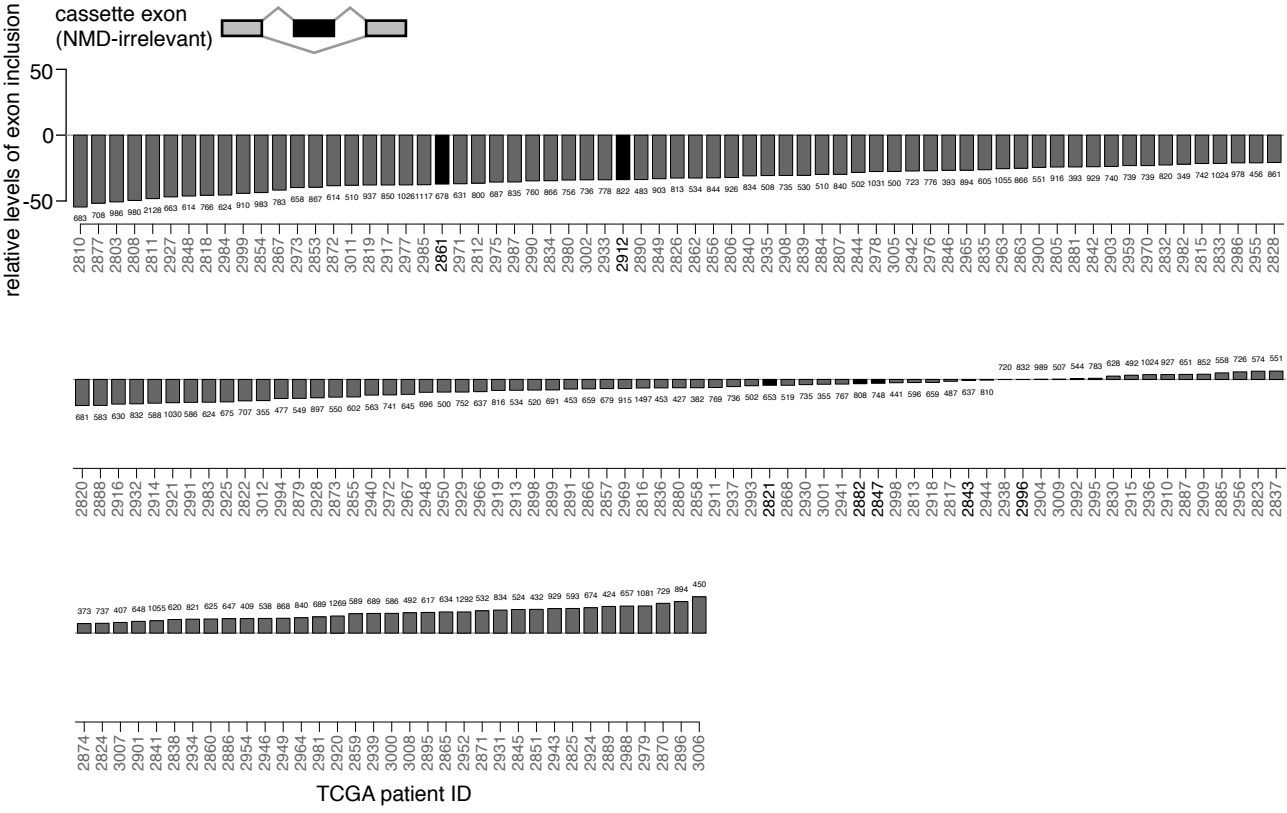 cassette exon
(NMD-irrelevant)
relative levels of exon inclusion
50
0
-50
683 708 986 980 2128 663 614 766 624 910 983 783 658 867 614 510 937 850 1026 1117 678 631 800 687 835 760 866 756 736 778 822 483 903 813 534 844 926 834 508 735 530 510 840 502 1031 500 723 776 393 894 605 1055 866 551 916 393 929 740 739 739 820 349 742 1024 978 456 861
2810 2877 2803 2808 2811 2927 2848 2818 2984 2999 2854 2867 2973 2853 2872 3011 2819 2917 2977 2985 2861 2971 2812 2975 2987 2990 2834 2980 3002 2933 2912 2890 2849 2826 2862 2856 2806 2840 2935 2908 2839 2884 2807 2844 2978 3005 2942 2976 2846 2965 2835 2963 2863 2900 2805 2881 2842 2903 2959 2970 2832 2982 2815 2833 2986 2955 2828
720 832 989 507 544 783 628 492 1024 927 651 852 558 726 574 551
681 583 630 832 588 1030 586 624 675 707 355 477 549 897 550 602 563 741 645 696 500 752 637 816 534 520 691 453 659 679 915 1497 453 427 382 769 736 502 653 519 735 355 767 808 748 441 596 659 487 637 810
2820 2888 2916 2932 2914 2921 2991 2983 2925 2822 3012 2994 2879 2928 2873 2855 2940 2972 2967 2948 2950 2929 2966 2919 2913 2898 2899 2891 2866 2857 2969 2816 2836 2880 2858 2911 2937 2993 2821 2868 2930 3001 2941 2882 2847 2998 2813 2918 2817 2843 2944 2938 2996 2904 3009 2992 2995 2830 2915 2936 2910 2887 2909 2885 2956 2823 2837
373 737 407 648 1055 620 821 625 647 409 538 868 840 689 1269 589 689 586 492 617 634 1292 532 834 524 432 929 593 674 424 657 1081 729 894 450
2874 2824 3007 2901 2841 2838 2934 2860 2886 2954 2946 2949 2964 2981 2920 2859 2939 3000 3008 2895 2865 2952 2871 2931 2845 2851 2943 2825 2924 2889 2988 2979 2870 2896 3006
TCGA patient ID